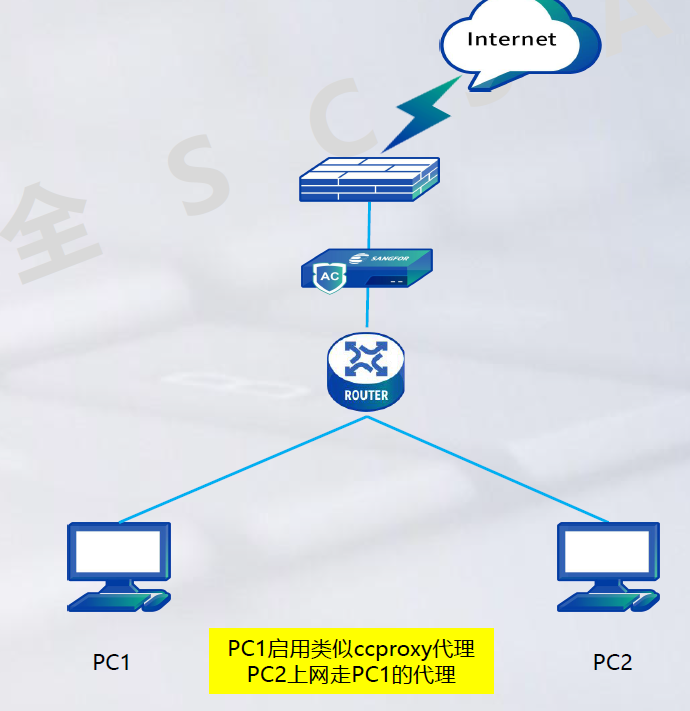 Internet
全 S C S A
SANGFOR
AC
ROUTER
PC1
PC1启用类似ccproxy代理
PC2上网走PC1的代理
PC2